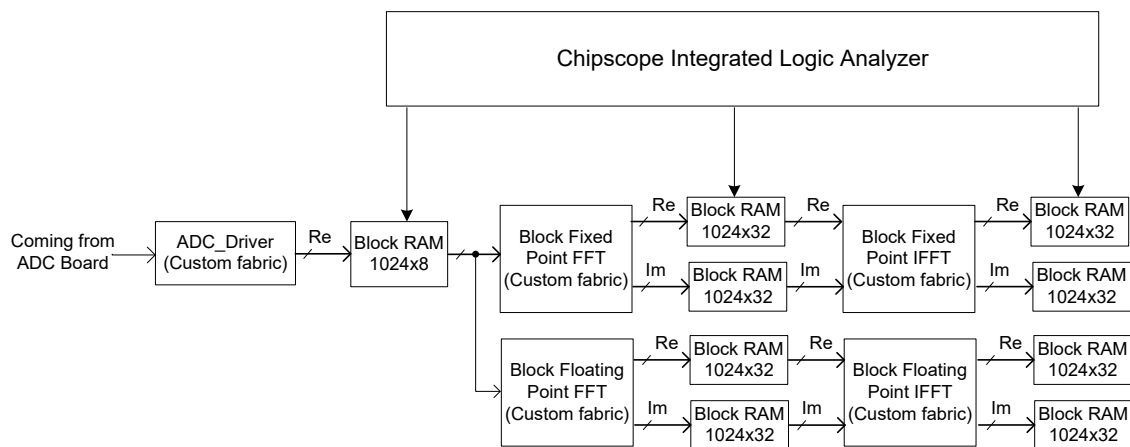 Chipscope Integrated Logic Analyzer
Coming from
ADC Board
ADC_Driver
(Custom fabric)
Re
Block RAM
1024x8
Block Fixed
Point FFT
(Custom fabric)
Re
Block RAM
1024x32
Re
Im
Block RAM
1024x32
Im
Block Fixed
Point IFFT
(Custom fabric)
Re
Block RAM
1024x32
Im
Block RAM
1024x32
Block Floating
Point FFT
(Custom fabric)
Re
Block RAM
1024x32
Re
Im
Block RAM
1024x32
Im
Block Floating
Point IFFT
(Custom fabric)
Re
Block RAM
1024x32
Im
Block RAM
1024x32